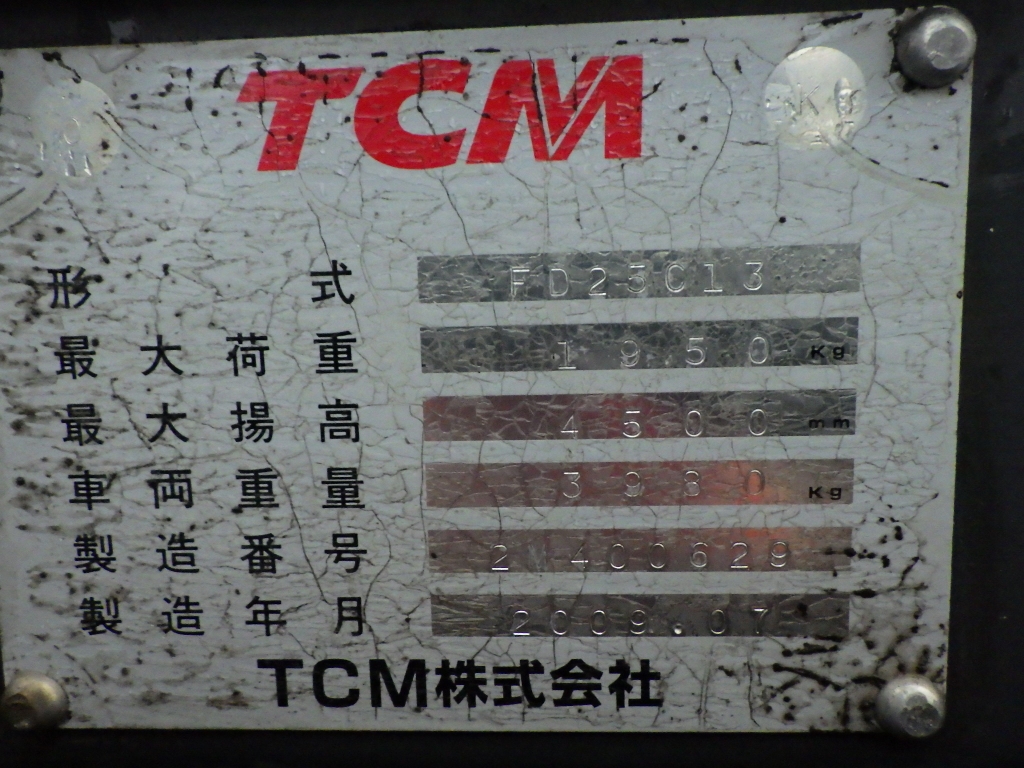 TCM
形式 FD25C13
最大荷重 1950 Kg
最大揚高 4500 mm
車両重量 3930 Kg
製造番号 400629
製造年月 2009.07
TCM株式会社